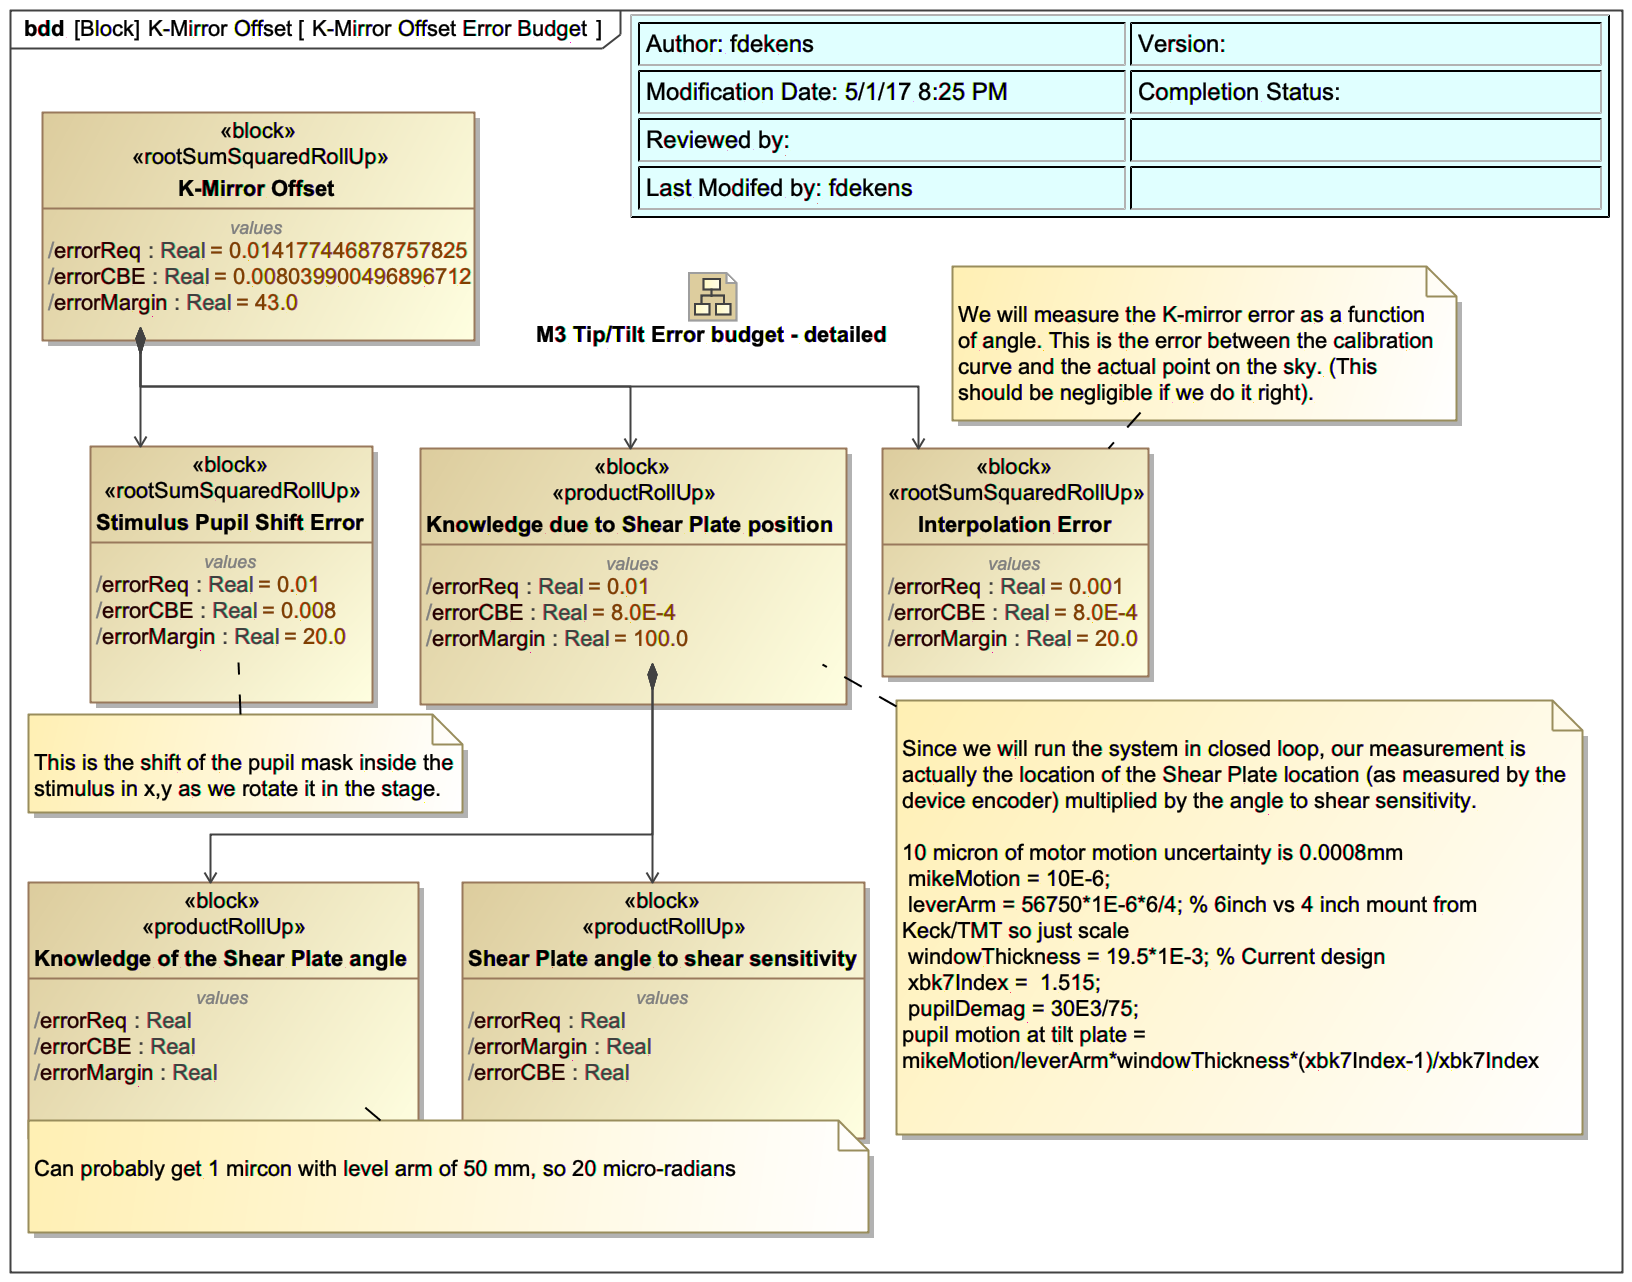 bdd [Block] K-Mirror Offset [ K-Mirror Offset Error Budget ]
Author: fdekens
Version:
Modification Date: 5/1/17 8:25 PM
Completion Status:
Reviewed by:
Last Modifed by: fdekens
«block»
«rootSumSquaredRollUp»
K-Mirror Offset
values
/errorReq : Real = 0.014177446878757825
/errorCBE : Real = 0.008039900496896712
/errorMargin : Real = 43.0
M3 Tip/Tilt Error budget - detailed
We will measure the K-mirror error as a function
of angle. This is the error between the calibration
curve and the actual point on the sky. (This
should be negligible if we do it right).
«block»
«rootSumSquaredRollUp»
Stimulus Pupil Shift Error
values
/errorReq : Real = 0.01
/errorCBE : Real = 0.008
/errorMargin : Real = 20.0
«block»
«productRollUp»
Knowledge due to Shear Plate position
values
/errorReq : Real = 0.01
/errorCBE : Real = 8.0E-4
/errorMargin : Real = 100.0
«block»
«rootSumSquaredRollUp»
Interpolation Error
values
/errorReq : Real = 0.001
/errorCBE : Real = 8.0E-4
/errorMargin : Real = 20.0
This is the shift of the pupil mask inside the
stimulus in x,y as we rotate it in the stage.
Since we will run the system in closed loop, our measurement is
actually the location of the Shear Plate location (as measured by the
device encoder) multiplied by the angle to shear sensitivity.
10 micron of motor motion uncertainty is 0.0008mm
mikeMotion = 10E-6;
leverArm = 56750*1E-6*6/4; % 6inch vs 4 inch mount from
Keck/TMT so just scale
windowThickness = 19.5*1E-3; % Current design
xbk7Index =  1.515;
pupilDemag = 30E3/75;
pupil motion at tilt plate =
mikeMotion/leverArm*windowThickness*(xbk7Index-1)/xbk7Index
«block»
«productRollUp»
Knowledge of the Shear Plate angle
values
/errorReq : Real
/errorCBE : Real
/errorMargin : Real
«block»
«productRollUp»
Shear Plate angle to shear sensitivity
values
/errorReq : Real
/errorMargin : Real
/errorCBE : Real
Can probably get 1 mircon with level arm of 50 mm, so 20 micro-radians